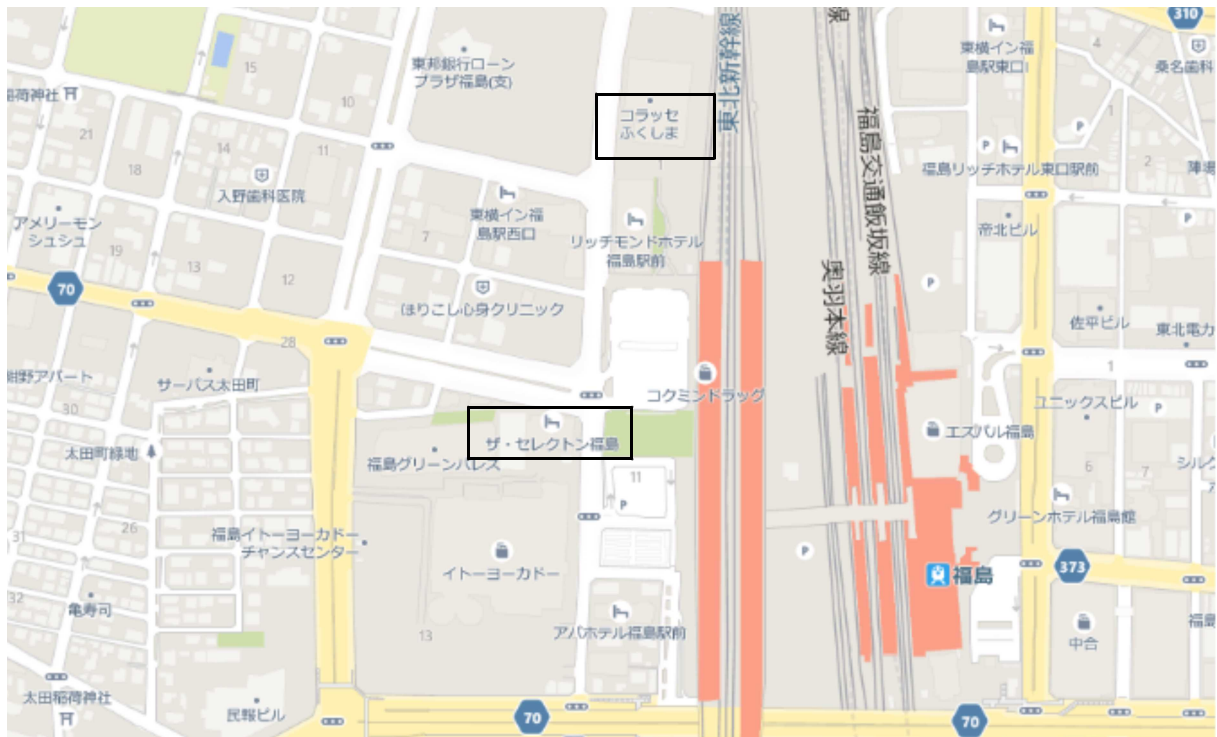 310
東横イン福
島駅東口
4
桑名歯科
東邦銀行ローン
プラザ福島(支)
15
東北新幹線
線
線
稲荷神社
10
コラッセ
ふくしま
21
14
11
1
2
18
入野歯科医院
福島リッチホテル東口駅前
福島交通飯坂線
アメリーモン
シュシュ
東横イン福
島駅西口
7
リッチモンドホテル
福島駅前
帝北ビル
19
13
12
70
ほりこし心身クリニック
奥羽本線
佐平ビル
東北電力
28
サーパス太田町
コクミンドラッグ
1
ユニックスビル
30
太田町緑地
ザ・セレクトン福島
エスパル福島
福島グリーンパレス
11
6
7
26
31
福島イトーヨーカドー
チャンスセンター
イトーヨーカドー
グリーンホテル福島館
373
福島
32
亀寿司
13
アパホテル福島駅前
中合
福島
太田稲荷神社
民報ビル
70
70
P
P
P
P
P
P
P